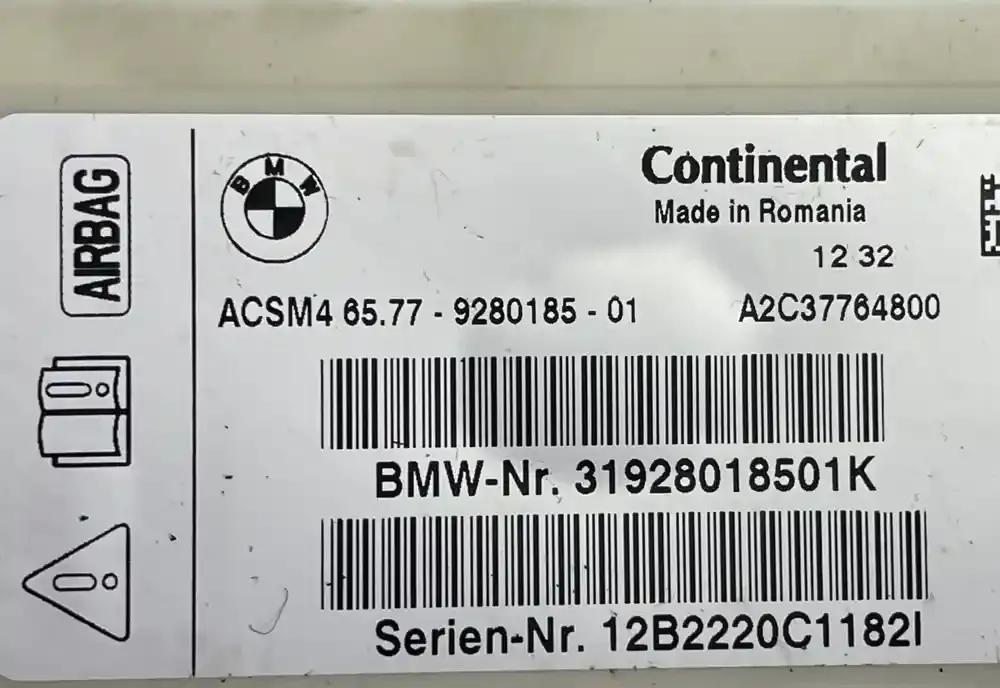 AIRBAG
BMW
Continental
Made in Romania
12 32
ACSM4 65.77 - 9280185 - 01 A2C37764800
BMW-Nr. 31928018501K
Serien-Nr. 12B2220C1182I